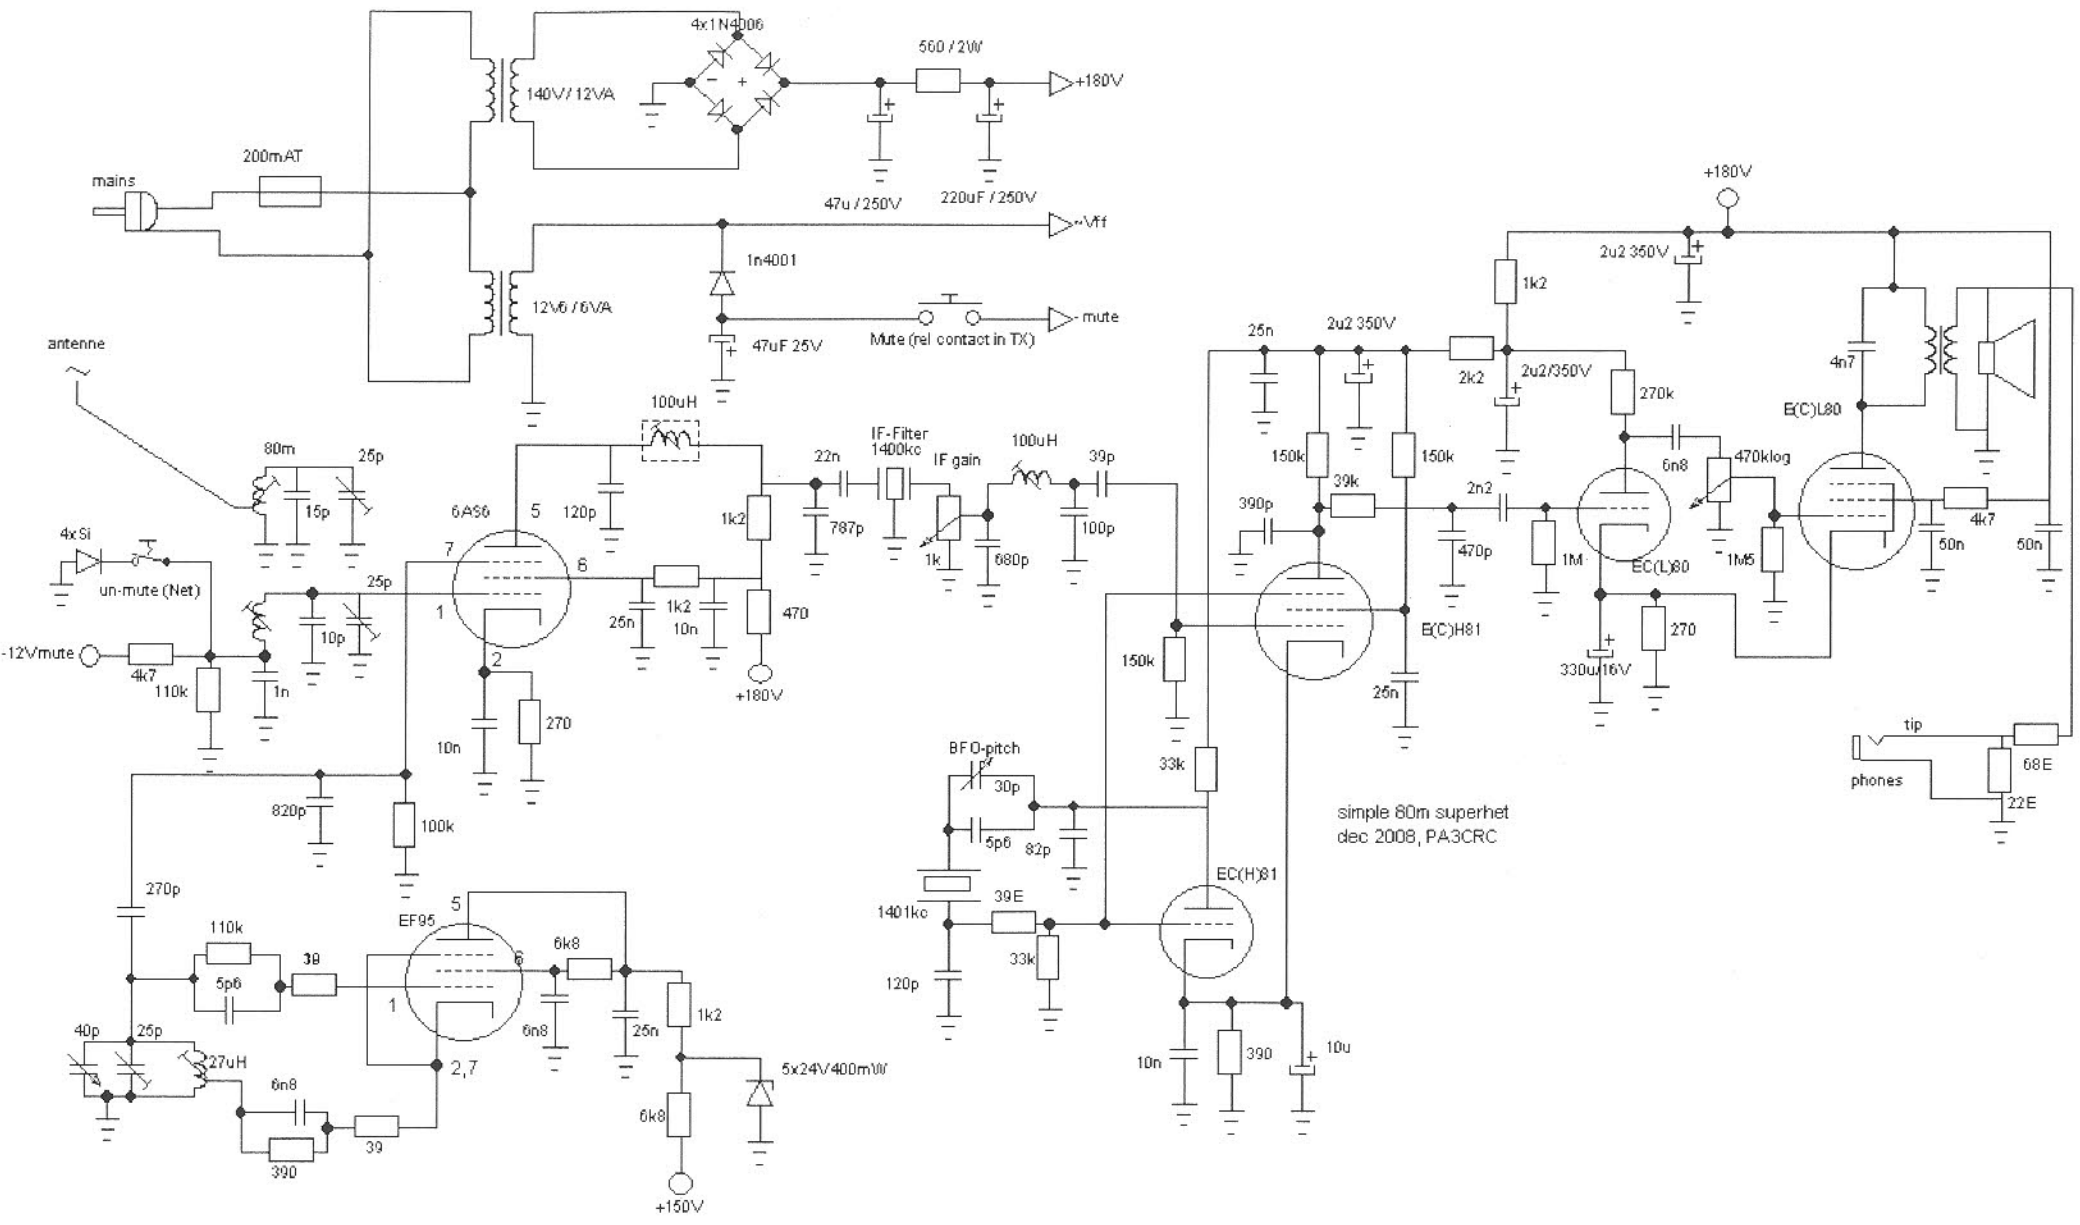 4x1N4006
560/2W
+180V
140V/12VA
200mAT
mains
47u/250V
220uF/250V
~Vff
1n4001
12V6/6VA
- mute
47uF 25V
Mute (rel contact in TX)
antenne
+180V
2u2 350V
1k2
25n
2u2 350V
2k2
2u2/350V
270k
4n7
E(C)L80
100uH
80m
25p
15p
4xSi
un-mute (Net)
25p
10p
-12Vmute
4k7
110k
1n
6AS6
5
7
6
1
2
120p
1k2
1k2
25n
10n
470
+180V
10n
270
22n
IF-Filter
1400kc
IF gain
787p
1k
680p
100uH
39p
100p
150k
150k
39k
390p
470p
2n2
1M
6n8
470klog
EC(L)80
1M5
4k7
50n
50n
E(C)H81
150k
25n
330u/16V
270
tip
phones
68E
22E
820p
100k
270p
BFO-pitch
30p
5p6
82p
33k
simple 80m superhet
dec 2008, PA3CRC
1401kc
39E
EC(H)81
33k
120p
10n
390
10u
110k
5p6
39
EF95
5
6
1
2,7
6k8
6n8
25n
1k2
40p
25p
27uH
6n8
390
39
6k8
5x24V400mW
+150V